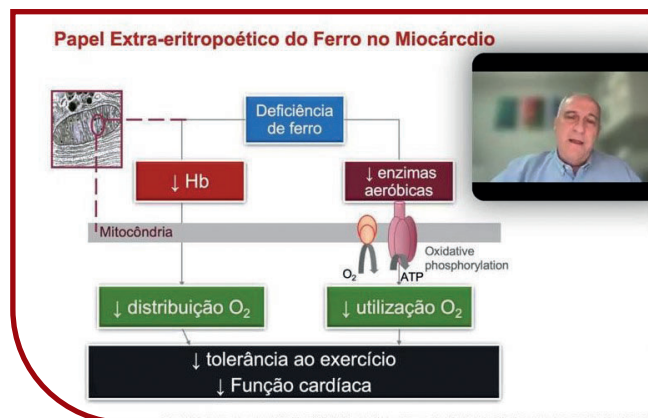 Papel Extra-eritropoético do Ferro no Miocárcdio
Deficiência
de ferro
↓ Hb
↓ enzimas
aeróbicas
Mitocôndria
Oxidative
phosphorylation
O₂
ATP
↓ distribuição O₂
↓ utilização O₂
↓ tolerância ao exercício
↓ Função cardíaca